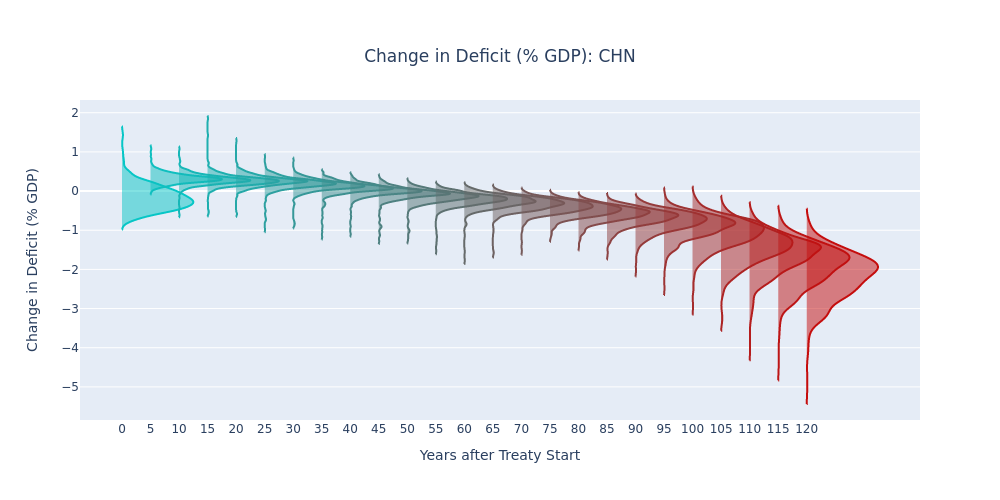 Change in Deficit (% GDP): CHN
Change in Deficit (% GDP)
2
1
0
−1
−2
−3
−4
−5
0 5 10 15 20 25 30 35 40 45 50 55 60 65 70 75 80 85 90 95 100 105 110 115 120
Years after Treaty Start